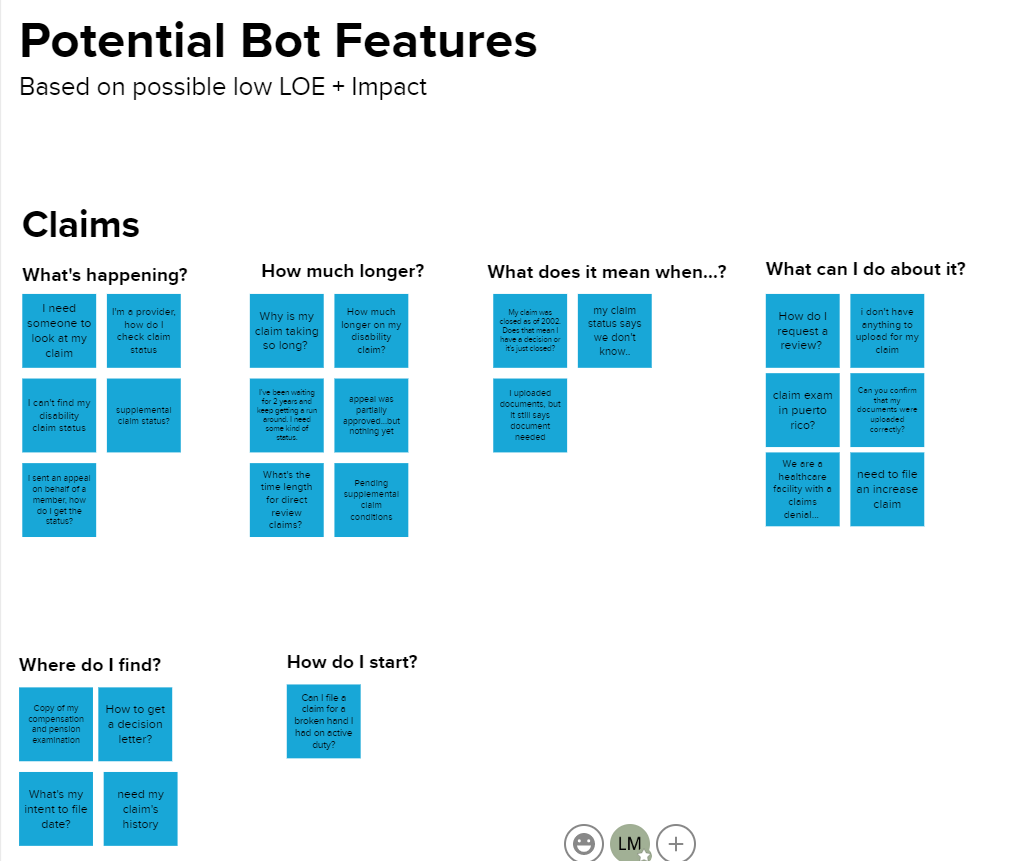 Potential Bot Features
Based on possible low LOE + Impact
Claims
What's happening?
I need
someone to
look at my
claim
I'm a provider,
how do I
check claim
status
I can't find my
disability
claim status
supplemental
claim status?
I sent an appeal
on behalf of a
member, how
do I get the
status?
How much longer?
Why is my
claim taking
so long?
How much
longer on my
disability
claim?
I've been waiting
for 2 years and
keep getting a run
around. I need
some kind of
status.
appeal was
partially
approved...but
nothing yet
What's the
time length
for direct
review
claims?
Pending
supplemental
claim
conditions
What does it mean when...?
My claim was
closed as of 2002.
Does that mean I
have a decision or
it's just closed?
my claim
status says
we don't
know..
I uploaded
documents, but
it still says
document
needed
What can I do about it?
How do I
request a
review?
i don't have
anything to
upload for my
claim
claim exam
in puerto
rico?
Can you confirm
that my
documents were
uploaded
correctly?
We are a
healthcare
facility with a
claims
denial...
need to file
an increase
claim
Where do I find?
Copy of my
compensation
and pension
examination
How to get
a decision
letter?
What's my
intent to file
date?
need my
claim's
history
How do I start?
Can I file a
claim for a
broken hand I
had on active
duty?
LM